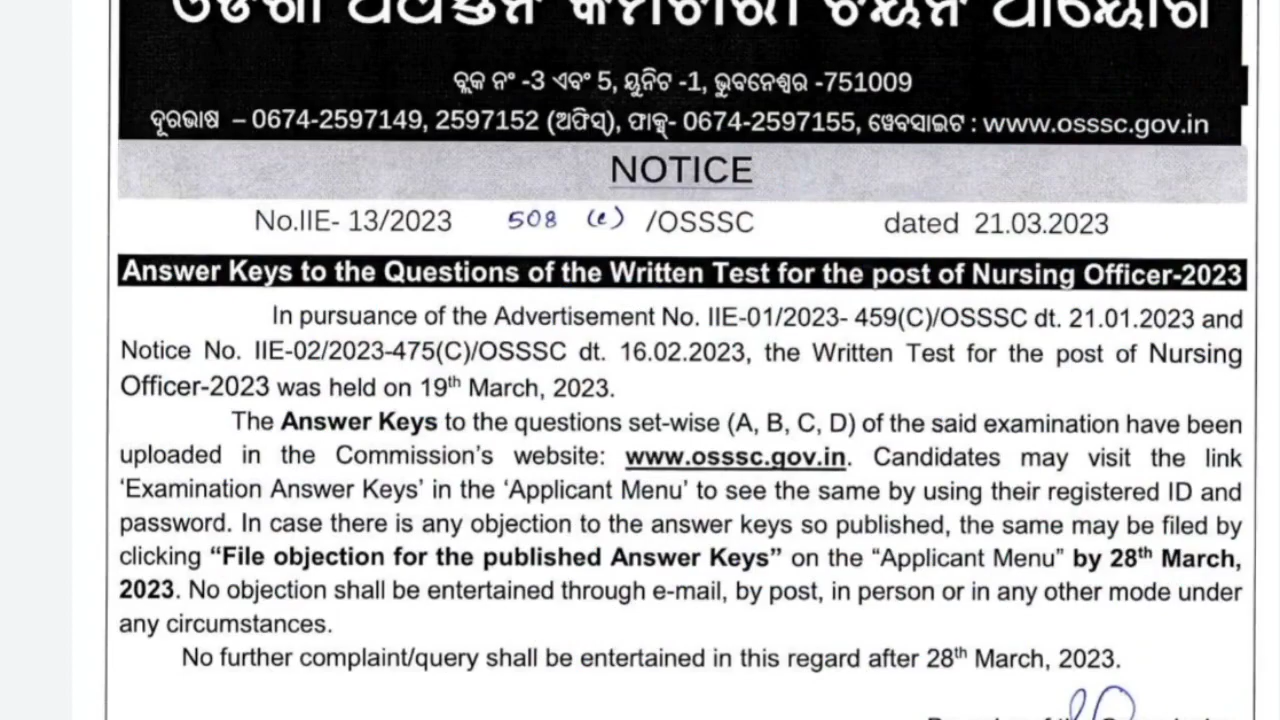 ଓଡିଶା ଅଧସ୍ତନ କର୍ମଚାରୀ ଚୟନ ଆୟୋଗ
ବ୍ଲକ ନଂ -3 ଏବଂ 5, ୟୁନିଟ -1, ଭୁବନେଶ୍ୱର -751009
ଦୂରଭାଷ – 0674-2597149, 2597152 (ଅଫିସ୍), ଫାକ୍ସ- 0674-2597155, ୱେବସାଇଟ : www.osssc.gov.in
NOTICE
No.IIE- 13/2023 508 (e) /OSSSC dated 21.03.2023
Answer Keys to the Questions of the Written Test for the post of Nursing Officer-2023
In pursuance of the Advertisement No. IIE-01/2023- 459(C)/OSSSC dt. 21.01.2023 and
Notice No. IIE-02/2023-475(C)/OSSSC dt. 16.02.2023, the Written Test for the post of Nursing
Officer-2023 was held on 19th March, 2023.
The Answer Keys to the questions set-wise (A, B, C, D) of the said examination have been
uploaded in the Commission's website: www.osssc.gov.in. Candidates may visit the link
'Examination Answer Keys' in the 'Applicant Menu' to see the same by using their registered ID and
password. In case there is any objection to the answer keys so published, the same may be filed by
clicking "File objection for the published Answer Keys" on the "Applicant Menu" by 28th March,
2023. No objection shall be entertained through e-mail, by post, in person or in any other mode under
any circumstances.
No further complaint/query shall be entertained in this regard after 28th March, 2023.